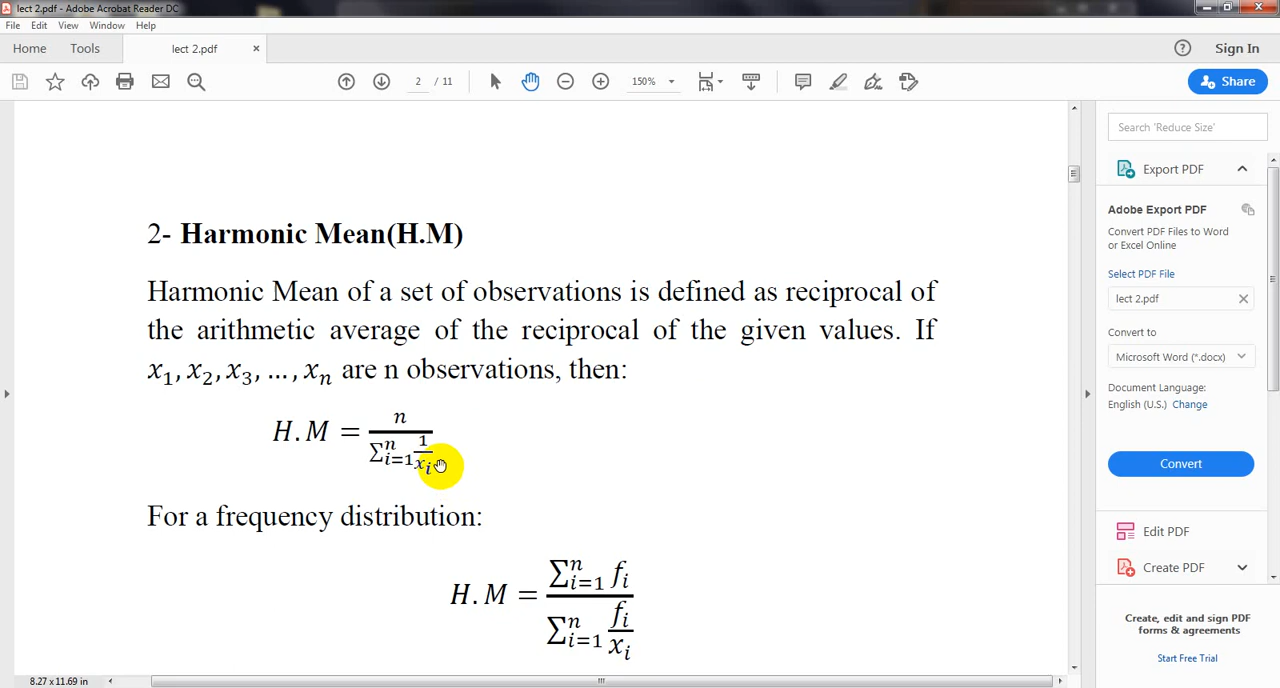 lect 2.pdf - Adobe Acrobat Reader DC
File Edit View Window Help
Home Tools lect 2.pdf × Sign In
2 / 11 150% Share
2- Harmonic Mean(H.M)
Harmonic Mean of a set of observations is defined as reciprocal of
the arithmetic average of the reciprocal of the given values. If
x₁, x₂, x₃, …, xₙ are n observations, then:
H.M = n / ∑ⁿᵢ₌₁ 1/xᵢ
For a frequency distribution:
H.M = ∑ⁿᵢ₌₁ fᵢ / ∑ⁿᵢ₌₁ fᵢ/xᵢ
8.27 x 11.69 in
Search 'Reduce Size'
Export PDF
Adobe Export PDF
Convert PDF Files to Word
or Excel Online
Select PDF File
lect 2.pdf
Convert to
Microsoft Word (*.docx)
Document Language:
English (U.S.) Change
Convert
Edit PDF
Create PDF
Create, edit and sign PDF
forms & agreements
Start Free Trial